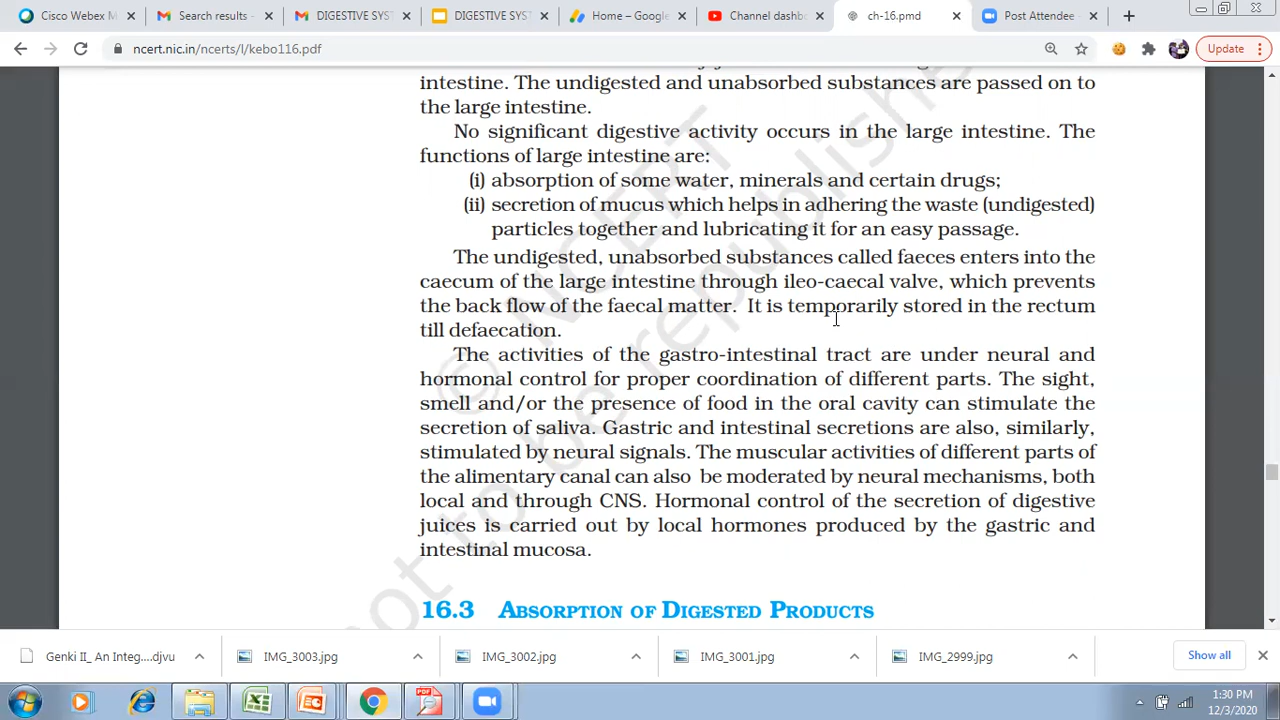 Cisco Webex M
Search results -
DIGESTIVE SYST
DIGESTIVE SYST
Home – Google
Channel dashbo
ch-16.pmd
Post Attendee -
ncert.nic.in/ncerts/l/kebo116.pdf
Update
intestine. The undigested and unabsorbed substances are passed on to
the large intestine.
No significant digestive activity occurs in the large intestine. The
functions of large intestine are:
(i) absorption of some water, minerals and certain drugs;
(ii) secretion of mucus which helps in adhering the waste (undigested)
particles together and lubricating it for an easy passage.
The undigested, unabsorbed substances called faeces enters into the
caecum of the large intestine through ileo-caecal valve, which prevents
the back flow of the faecal matter. It is temporarily stored in the rectum
till defaecation.
The activities of the gastro-intestinal tract are under neural and
hormonal control for proper coordination of different parts. The sight,
smell and/or the presence of food in the oral cavity can stimulate the
secretion of saliva. Gastric and intestinal secretions are also, similarly,
stimulated by neural signals. The muscular activities of different parts of
the alimentary canal can also be moderated by neural mechanisms, both
local and through CNS. Hormonal control of the secretion of digestive
juices is carried out by local hormones produced by the gastric and
intestinal mucosa.
16.3 ABSORPTION OF DIGESTED PRODUCTS
© NCERT
not to be republished
Genki II_ An Integ....djvu
IMG_3003.jpg
IMG_3002.jpg
IMG_3001.jpg
IMG_2999.jpg
Show all
1:30 PM
12/3/2020